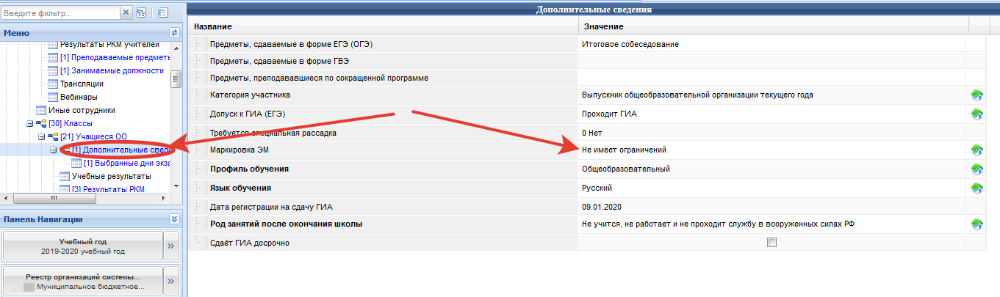 Введите фильтр...
Меню
Результаты РКМ учителей
[1] Преподаваемые предметы
[1] Занимаемые должности
Трансляции
Вебинары
Иные сотрудники
[30] Классы
[21] Учащиеся ОО
[1] Дополнительные свед
[1] Выбранные дни экза
Учебные результаты
[3] Результаты РКМ
Панель Навигации
Учебный год
2019-2020 учебный год
Реестр организаций системы...
Муниципальное бюджетное...
Дополнительные сведения
Название Значение
Предметы, сдаваемые в форме ЕГЭ (ОГЭ) Итоговое собеседование
Предметы, сдаваемые в форме ГВЭ
Предметы, преподававшиеся по сокращенной программе
Категория участника Выпускник общеобразовательной организации текущего года
Допуск к ГИА (ЕГЭ) Проходит ГИА
Требуется специальная рассадка 0 Нет
Маркировка ЭМ Не имеет ограничений
Профиль обучения Общеобразовательный
Язык обучения Русский
Дата регистрации на сдачу ГИА 09.01.2020
Род занятий после окончания школы Не учится, не работает и не проходит службу в вооруженных силах РФ
Сдаёт ГИА досрочно